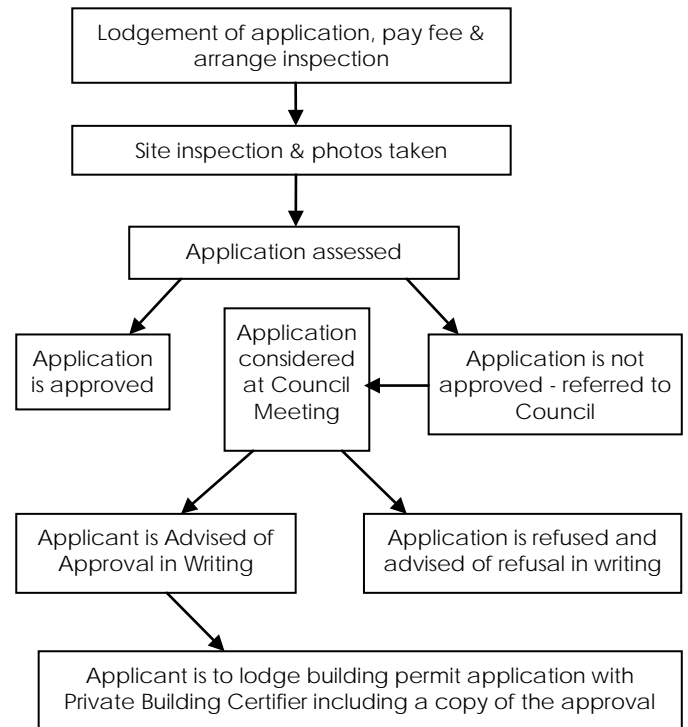 Lodgement of application, pay fee &
arrange inspection
Site inspection & photos taken
Application assessed
Application
is approved
Application
considered
at Council
Meeting
Application is not
approved - referred to
Council
Applicant is Advised of
Approval in Writing
Application is refused and
advised of refusal in writing
Applicant is to lodge building permit application with
Private Building Certifier including a copy of the approval